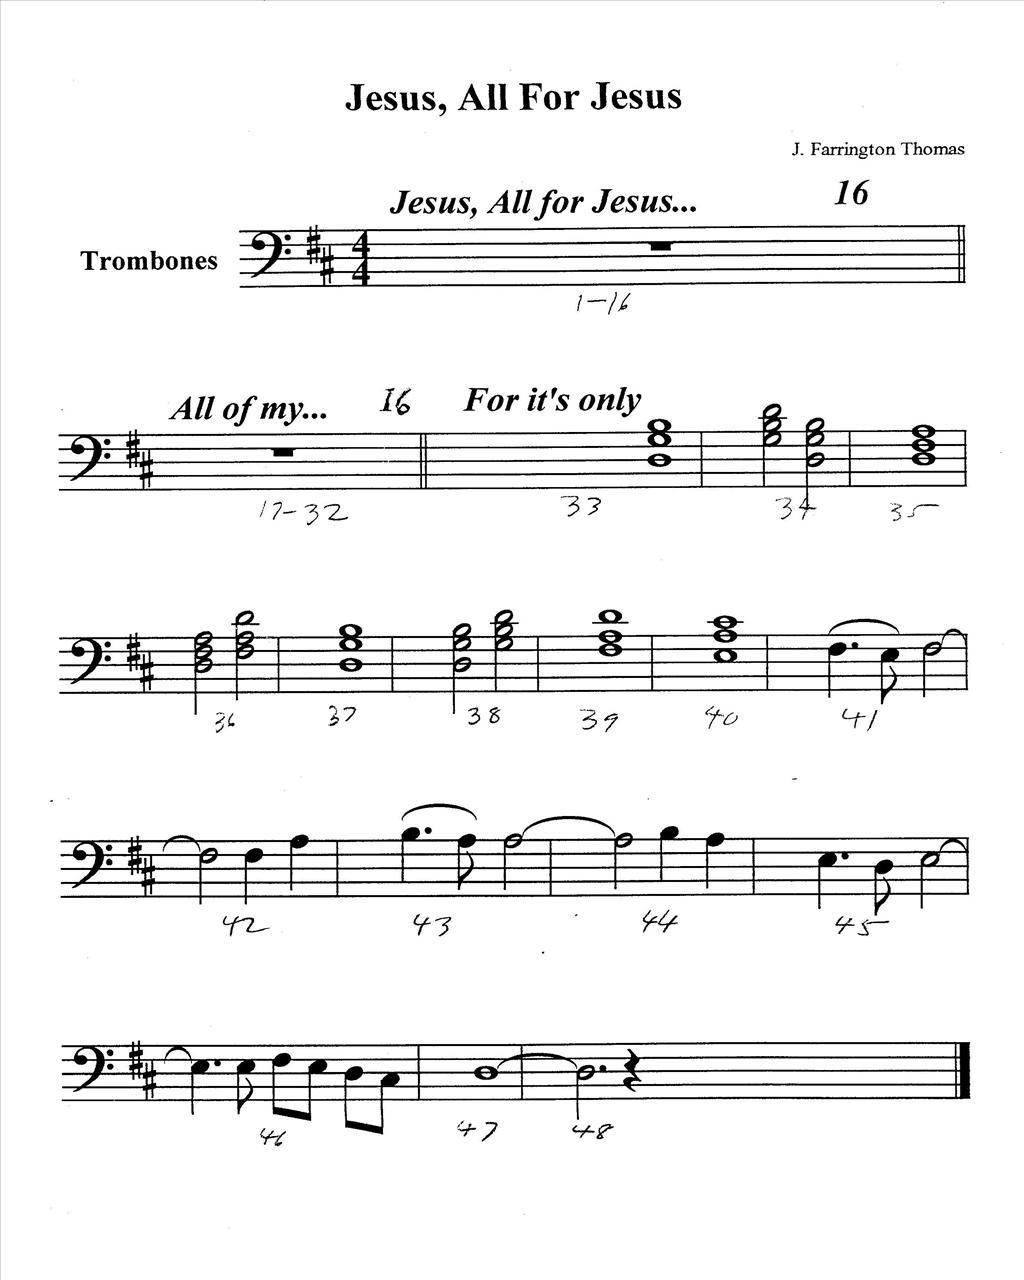 Jesus, All For Jesus
J. Farrington Thomas
Jesus, All for Jesus... 16
Trombones
4
4
1-16
All of my... 16 For it's only
17-32 33 34 35
36 37 38 39 40 41
42 43 44 45
46 47 48